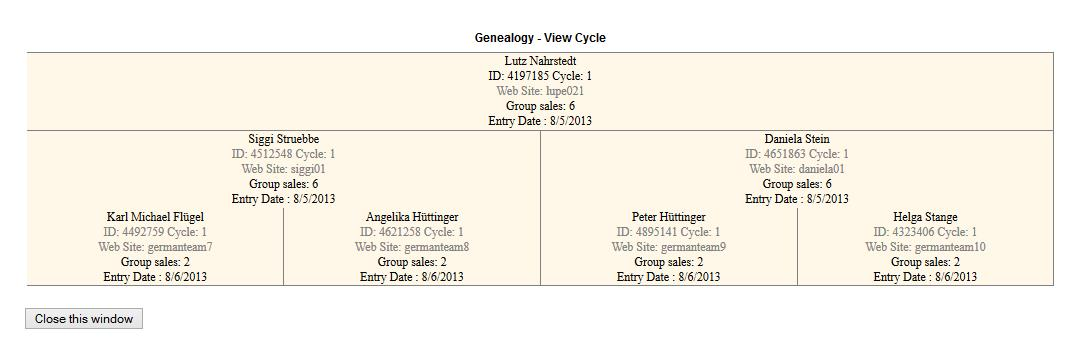 Genealogy - View Cycle
Lutz Nahrstedt
ID: 4197185 Cycle: 1
Web Site: lupe021
Group sales: 6
Entry Date : 8/5/2013
Siggi Struebbe
ID: 4512548 Cycle: 1
Web Site: siggi01
Group sales: 6
Entry Date : 8/5/2013
Daniela Stein
ID: 4651863 Cycle: 1
Web Site: daniela01
Group sales: 6
Entry Date : 8/5/2013
Karl Michael Flügel
ID: 4492759 Cycle: 1
Web Site: germanteam7
Group sales: 2
Entry Date : 8/6/2013
Angelika Hüttinger
ID: 4621258 Cycle: 1
Web Site: germanteam8
Group sales: 2
Entry Date : 8/6/2013
Peter Hüttinger
ID: 4895141 Cycle: 1
Web Site: germanteam9
Group sales: 2
Entry Date : 8/6/2013
Helga Stange
ID: 4323406 Cycle: 1
Web Site: germanteam10
Group sales: 2
Entry Date : 8/6/2013
Close this window